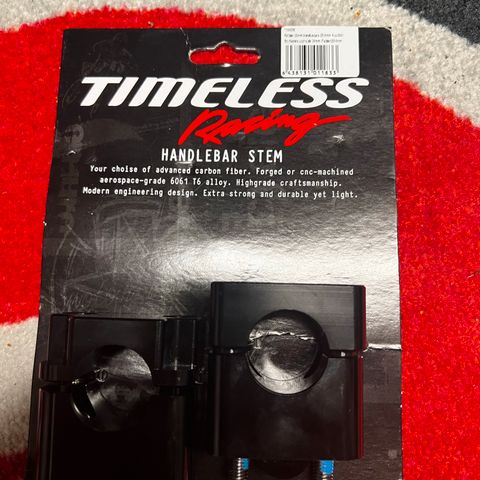 6438131011833
TIMELESS
Racing
HANDLEBAR STEM
Your choise of advanced carbon fiber. Forged or cnc-machined
aerospace-grade 6061 T6 alloy. Highgrade craftsmanship.
Modern engineering design. Extra strong and durable yet light.